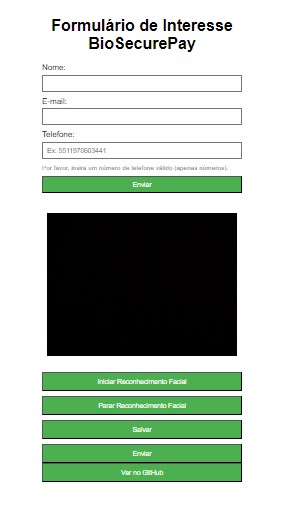 Formulário de Interesse
BioSecurePay
Nome:
E-mail:
Telefone:
Ex: 5511970603441
Por favor, insira um número de telefone válido (apenas números).
Enviar
Iniciar Reconhecimento Facial
Parar Reconhecimento Facial
Salvar
Enviar
Ver no GitHub